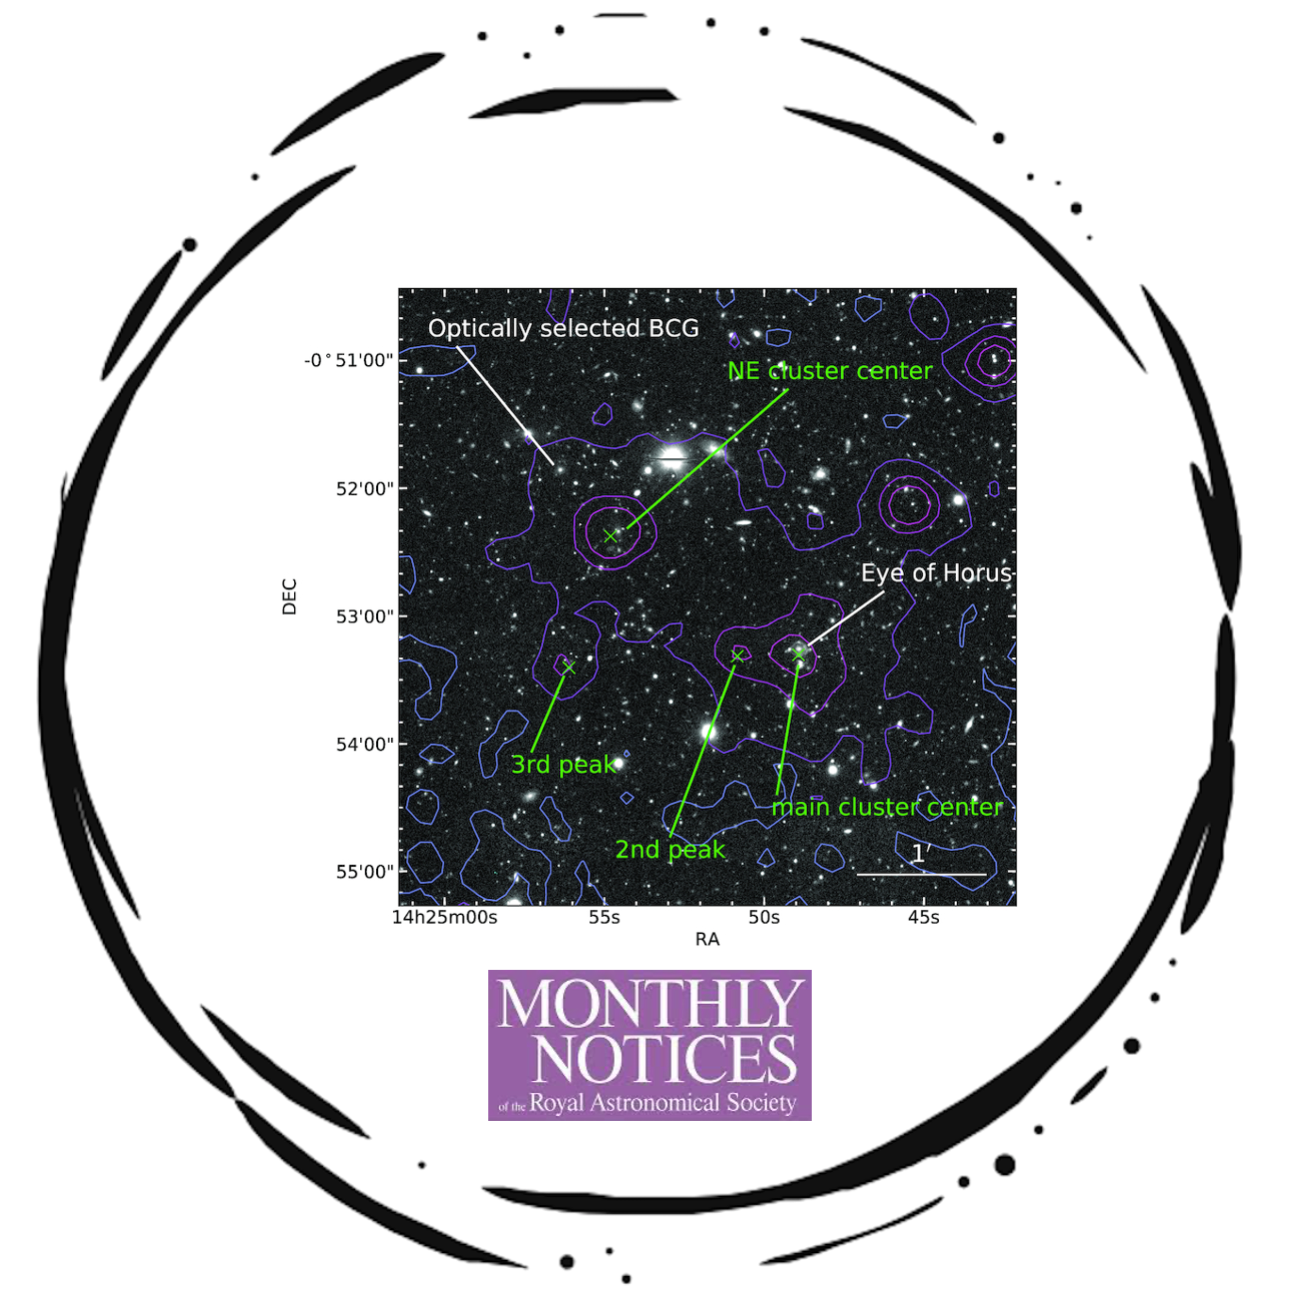 Optically selected BCG
NE cluster center
-0°51'00"
52'00"
Eye of Horus
53'00"
DEC
54'00"
3rd peak
main cluster center
2nd peak
1′
55'00"
14h25m00s 55s 50s 45s
RA
MONTHLY
NOTICES
of the Royal Astronomical Society